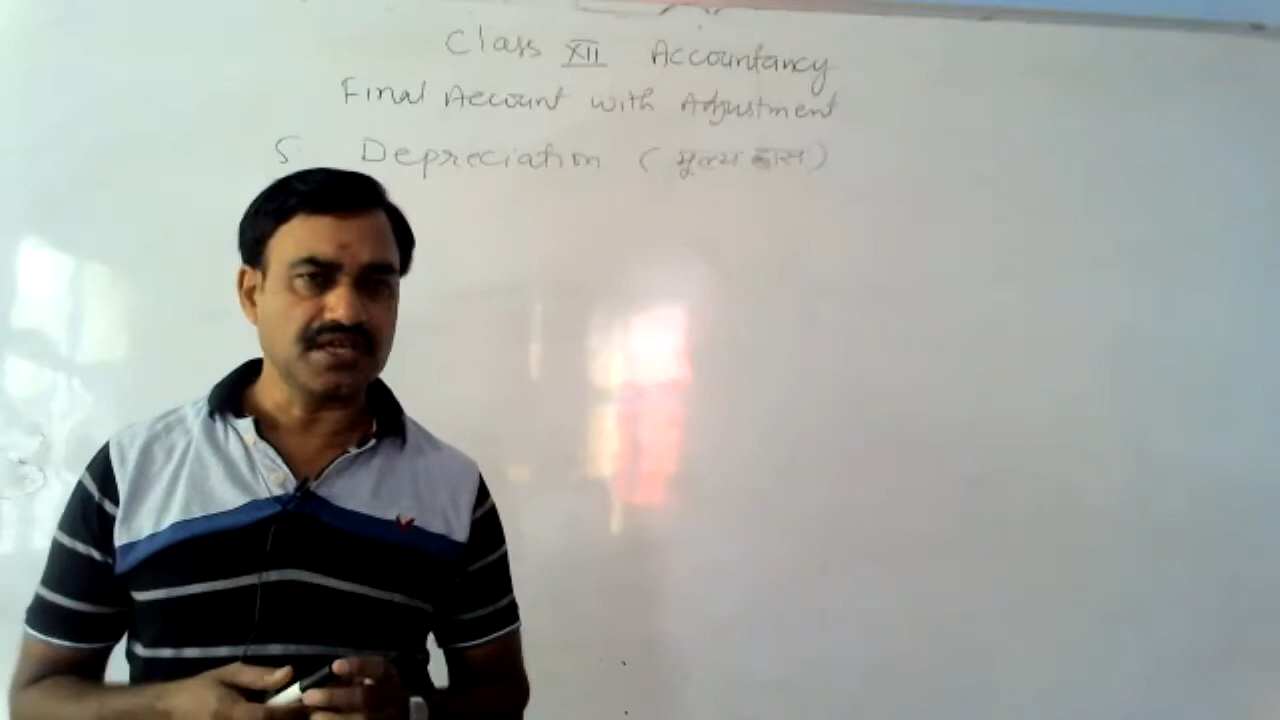 Class XII Accountancy
Final Account with Adjustment
5 Depreciation (मूल्य ह्रास)